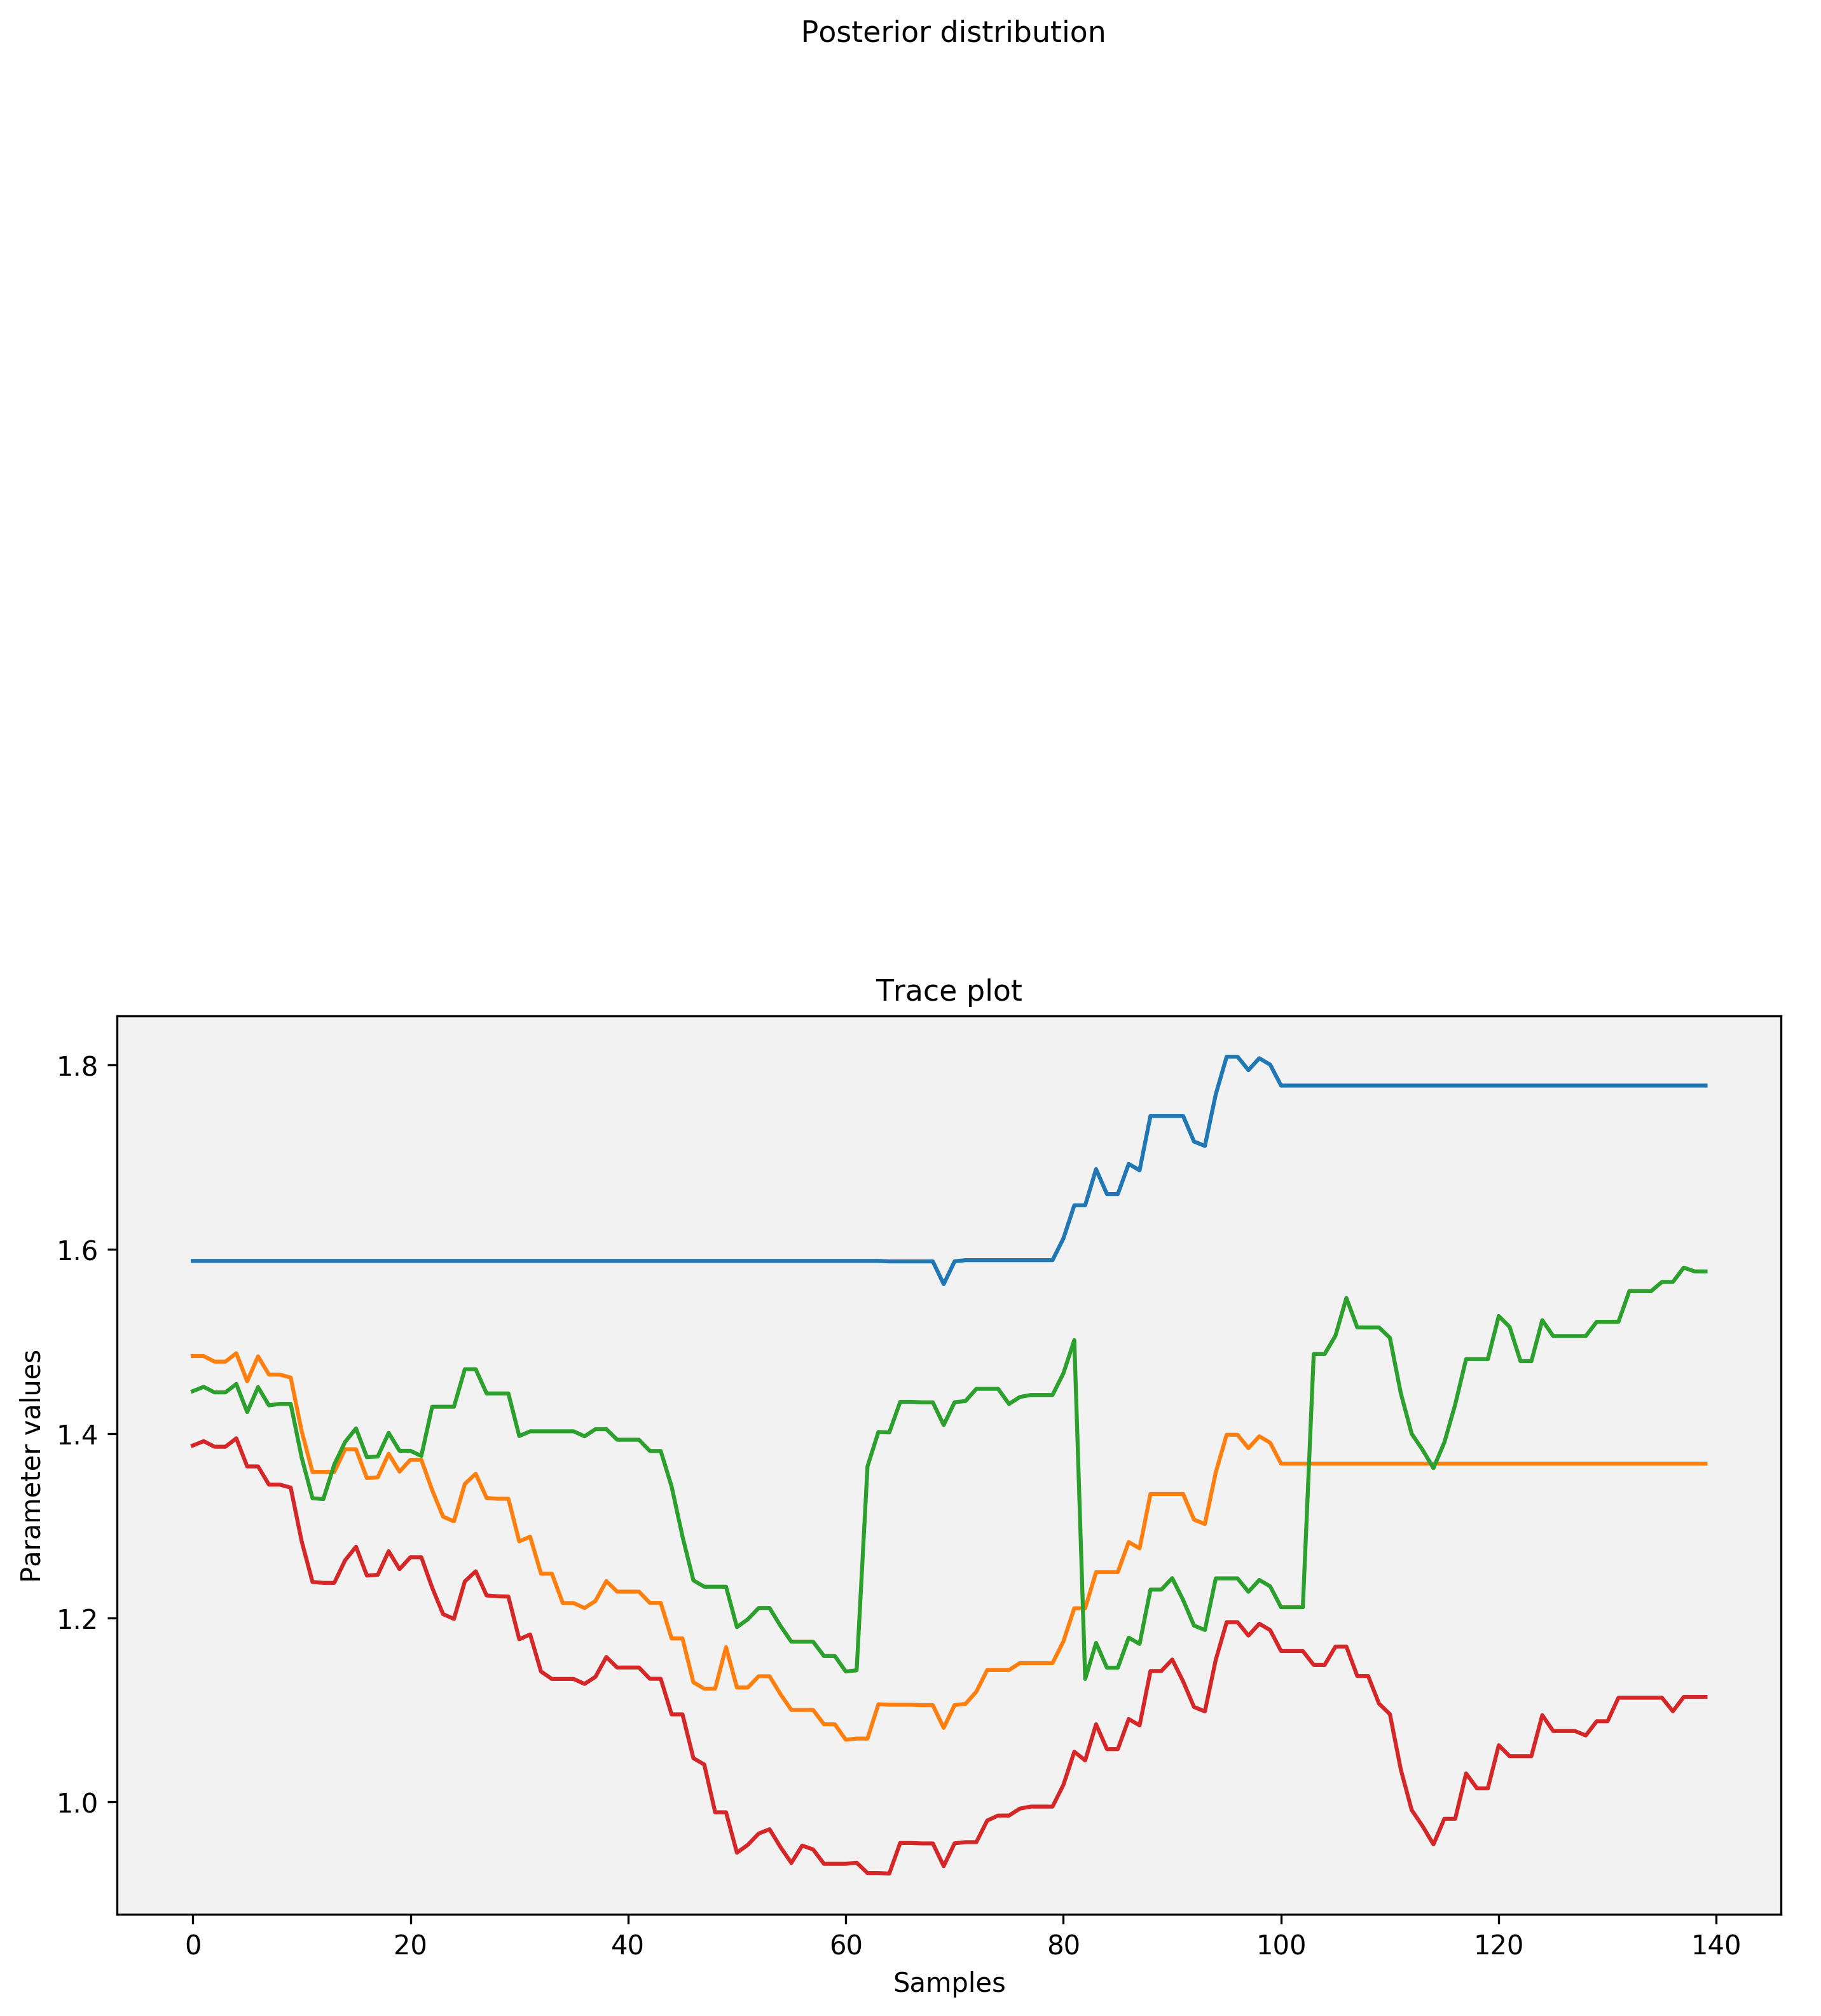 Posterior distribution
Trace plot
1.8
1.6
1.4
1.2
1.0
Parameter values
0 20 40 60 80 100 120 140
Samples